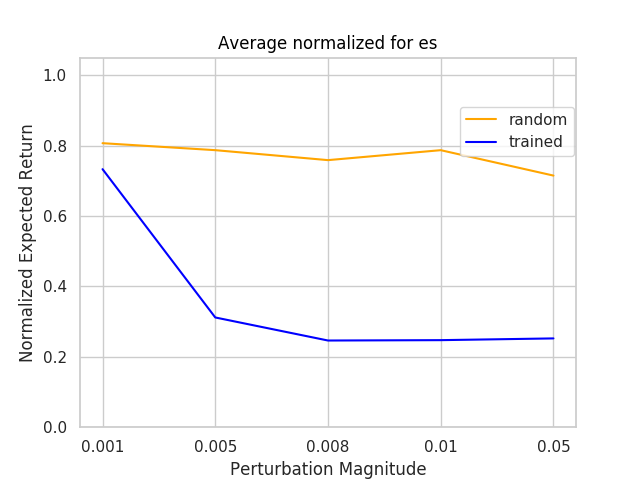 Average normalized for es
Normalized Expected Return
1.0
0.8
0.6
0.4
0.2
0.0
random
trained
0.001
0.005
0.008
0.01
0.05
Perturbation Magnitude